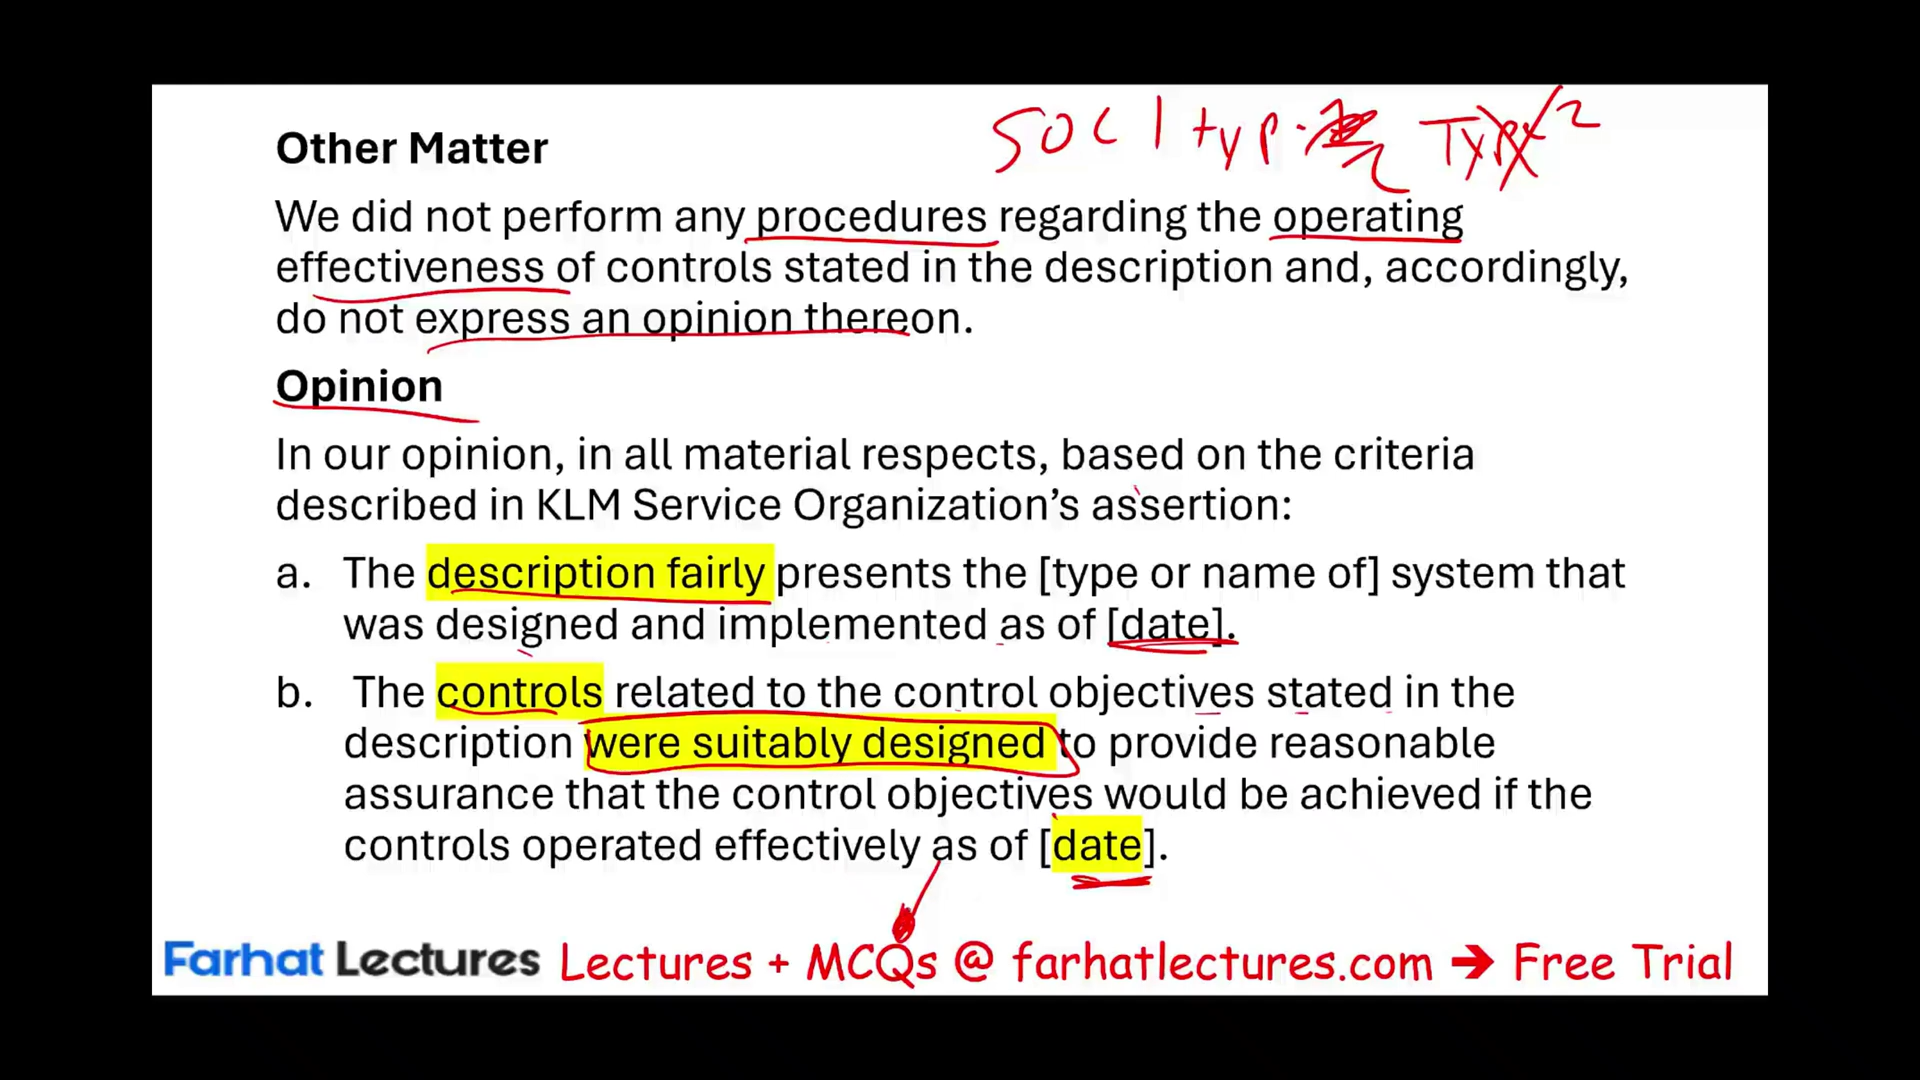 SOC 1 typ 2 Type 2
Other Matter
We did not perform any procedures regarding the operating
effectiveness of controls stated in the description and, accordingly,
do not express an opinion thereon.
Opinion
In our opinion, in all material respects, based on the criteria
described in KLM Service Organization’s assertion:
a. The description fairly presents the [type or name of] system that
was designed and implemented as of [date].
b. The controls related to the control objectives stated in the
description were suitably designed to provide reasonable
assurance that the control objectives would be achieved if the
controls operated effectively as of [date].
Farhat Lectures Lectures + MCQs @ farhatlectures.com ➔ Free Trial